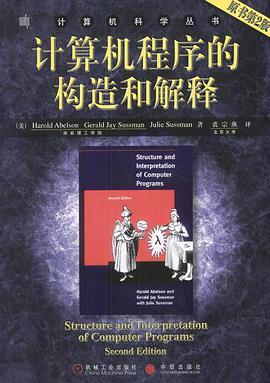 计算机科学丛书
原书第2版
计算机程序的
构造和解释
(美) Harold Abelson Gerald Jay Sussman Julie Sussman 著 裘宗燕 译
麻省理工学院 北京大学
Structure and Interpretation
of Computer
Programs
Second Edition
Harold Abelson and
Gerald Jay Sussman
with Julie Sussman
Structure and Interpretation
of Computer Programs
Second Edition
机械工业出版社
China Machine Press
中信出版社